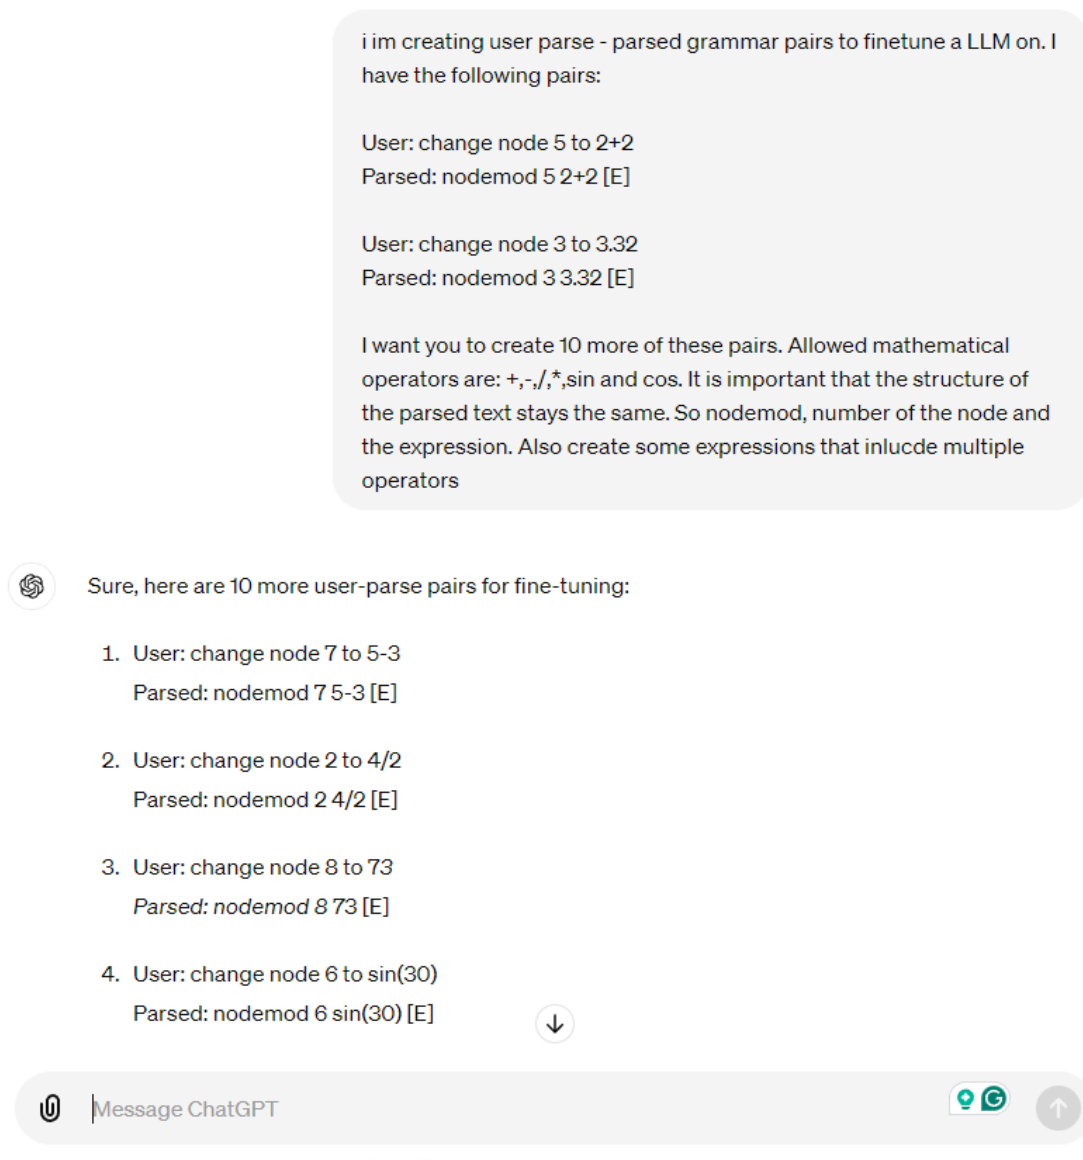 i im creating user parse - parsed grammar pairs to finetune a LLM on. I
have the following pairs:
User: change node 5 to 2+2
Parsed: nodemod 5 2+2 [E]
User: change node 3 to 3.32
Parsed: nodemod 3 3.32 [E]
I want you to create 10 more of these pairs. Allowed mathematical
operators are: +,-,/,*,sin and cos. It is important that the structure of
the parsed text stays the same. So nodemod, number of the node and
the expression. Also create some expressions that inlucde multiple
operators
Sure, here are 10 more user-parse pairs for fine-tuning:
1. User: change node 7 to 5-3
Parsed: nodemod 7 5-3 [E]
2. User: change node 2 to 4/2
Parsed: nodemod 2 4/2 [E]
3. User: change node 8 to 73
Parsed: nodemod 8 73 [E]
4. User: change node 6 to sin(30)
Parsed: nodemod 6 sin(30) [E]
Message ChatGPT